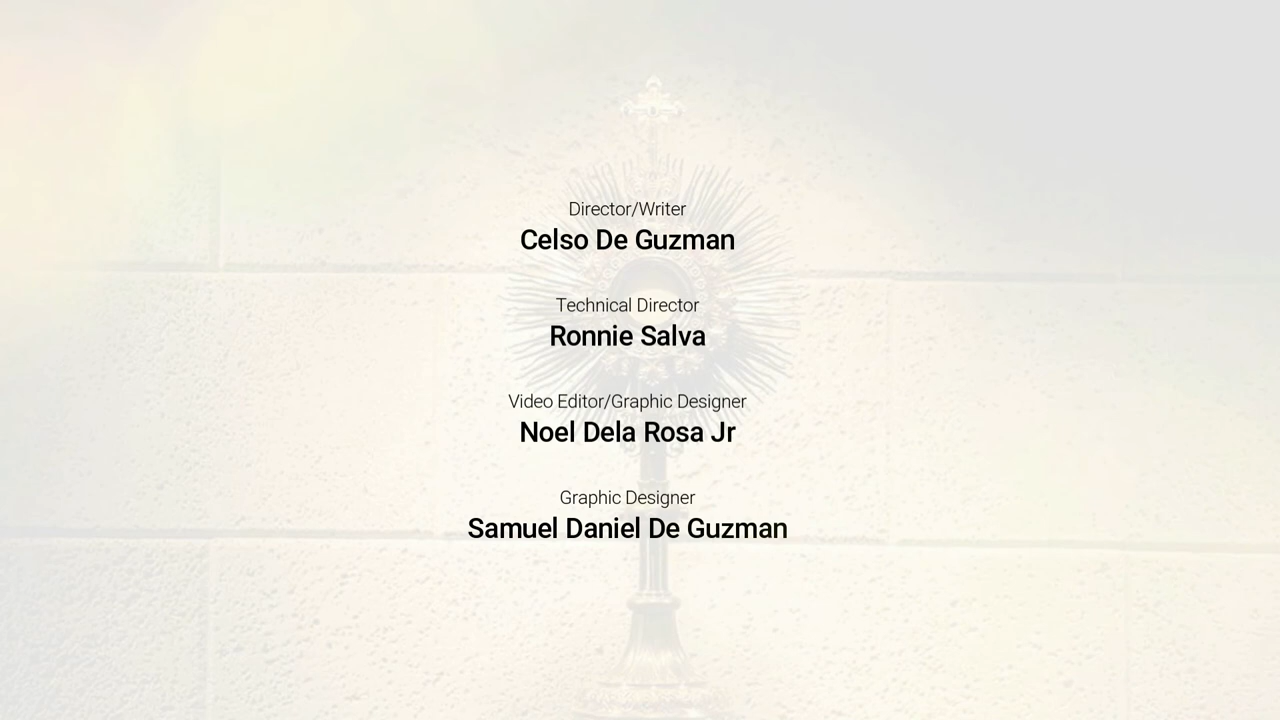 Director/Writer
Celso De Guzman
Technical Director
Ronnie Salva
Video Editor/Graphic Designer
Noel Dela Rosa Jr
Graphic Designer
Samuel Daniel De Guzman